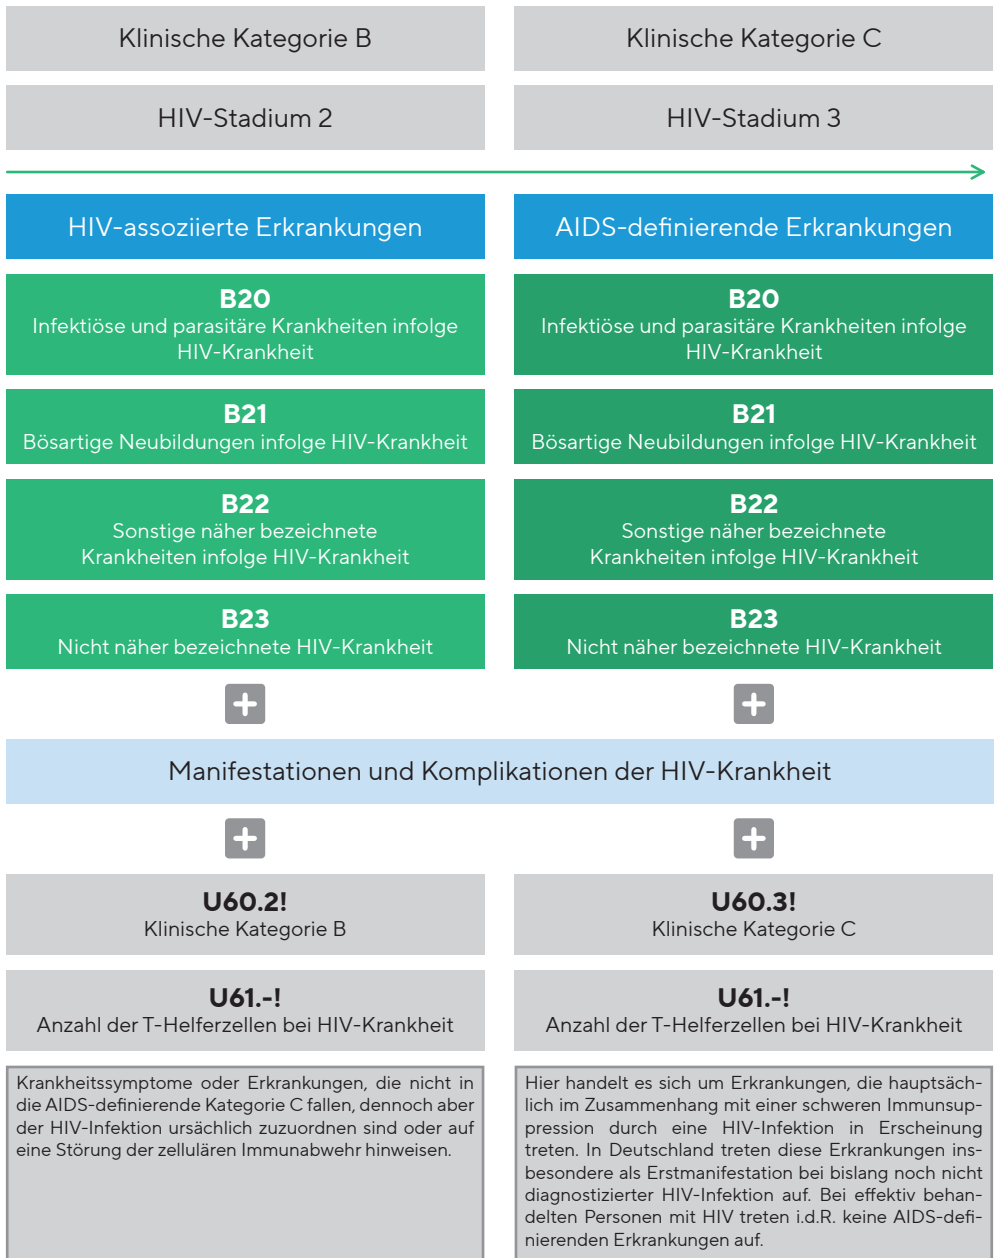 Klinische Kategorie B
Klinische Kategorie C
HIV-Stadium 2
HIV-Stadium 3
HIV-assoziierte Erkrankungen
AIDS-definierende Erkrankungen
B20
Infektiöse und parasitäre Krankheiten infolge
HIV-Krankheit
B20
Infektiöse und parasitäre Krankheiten infolge
HIV-Krankheit
B21
Bösartige Neubildungen infolge HIV-Krankheit
B21
Bösartige Neubildungen infolge HIV-Krankheit
B22
Sonstige näher bezeichnete
Krankheiten infolge HIV-Krankheit
B22
Sonstige näher bezeichnete
Krankheiten infolge HIV-Krankheit
B23
Nicht näher bezeichnete HIV-Krankheit
B23
Nicht näher bezeichnete HIV-Krankheit
+
+
Manifestationen und Komplikationen der HIV-Krankheit
+
+
U60.2!
Klinische Kategorie B
U60.3!
Klinische Kategorie C
U61.-!
Anzahl der T-Helferzellen bei HIV-Krankheit
U61.-!
Anzahl der T-Helferzellen bei HIV-Krankheit
Krankheitssymptome oder Erkrankungen, die nicht in
die AIDS-definierende Kategorie C fallen, dennoch aber
der HIV-Infektion ursächlich zuzuordnen sind oder auf
eine Störung der zellulären Immunabwehr hinweisen.
Hier handelt es sich um Erkrankungen, die hauptsäch-
lich im Zusammenhang mit einer schweren Immunsup-
pression durch eine HIV-Infektion in Erscheinung
treten. In Deutschland treten diese Erkrankungen ins-
besondere als Erstmanifestation bei bislang noch nicht
diagnostizierter HIV-Infektion auf. Bei effektiv behan-
delten Personen mit HIV treten i.d.R. keine AIDS-defi-
nierenden Erkrankungen auf.